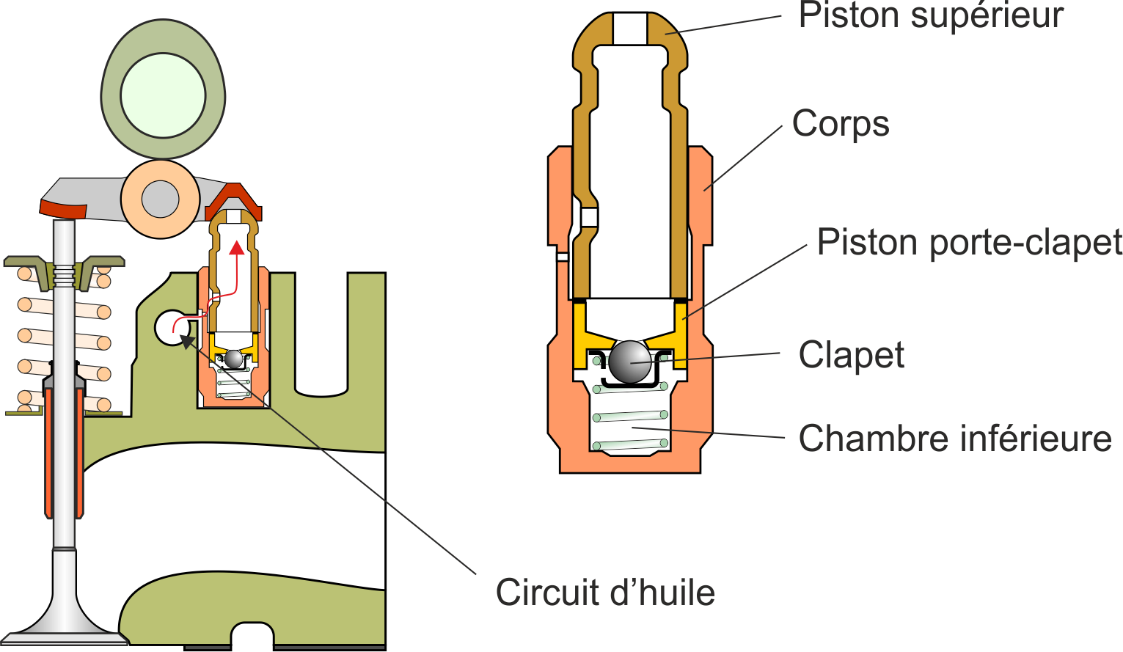 Piston supérieur
Corps
Piston porte-clapet
Clapet
Chambre inférieure
Circuit d’huile